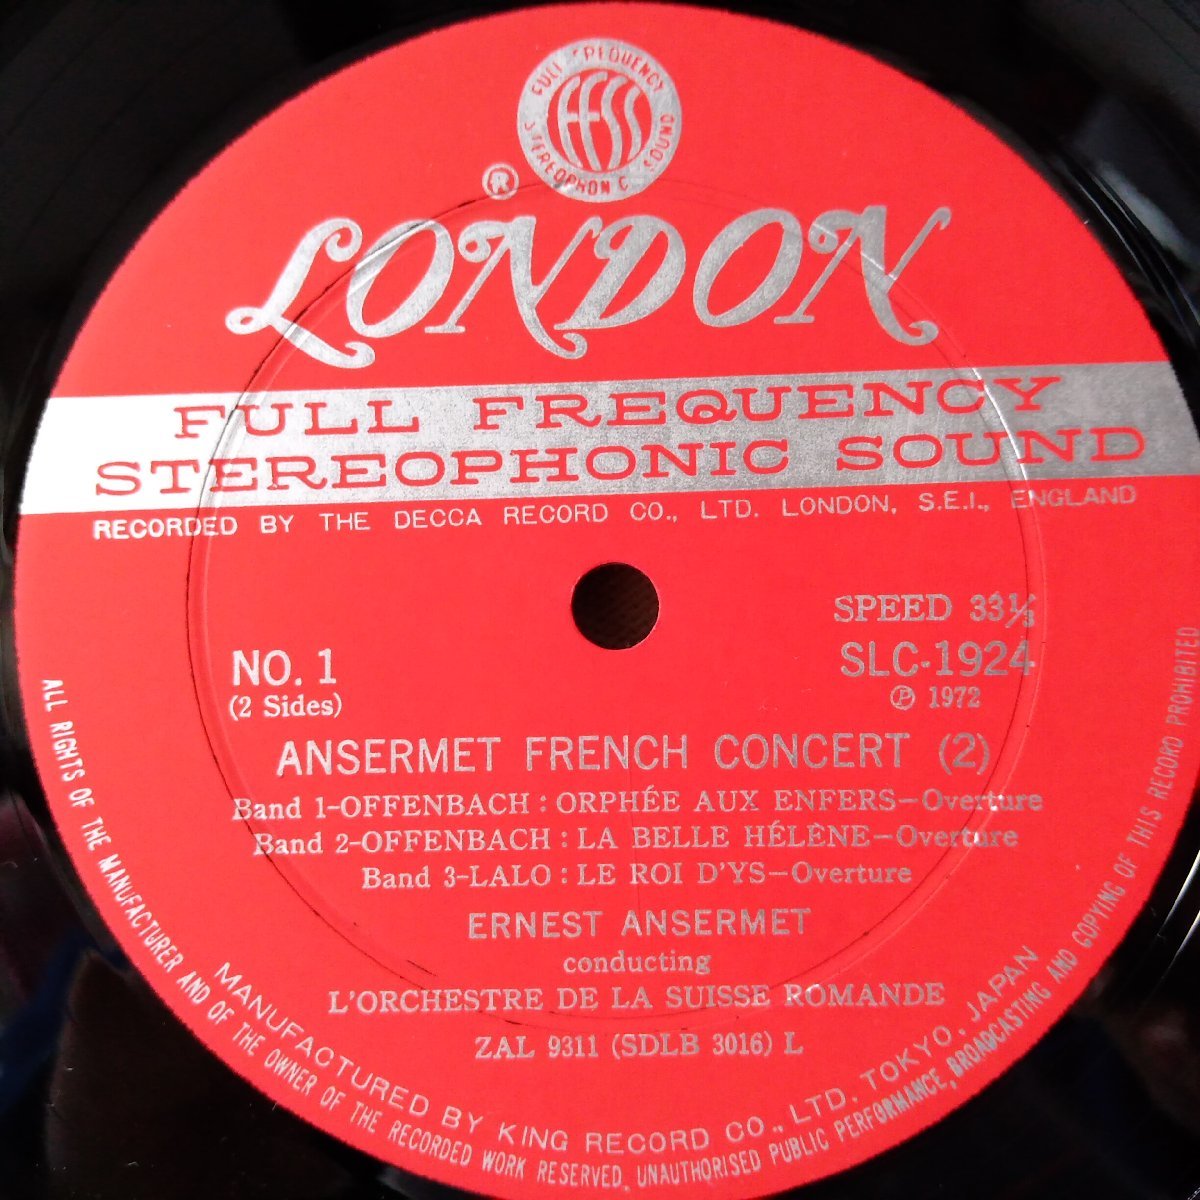 FULL FREQUENCY STEREOPHONIC SOUND
FFSS
®
LONDON
FULL FREQUENCY
STEREOPHONIC SOUND
RECORDED BY THE DECCA RECORD CO., LTD. LONDON, S.E.I., ENGLAND
SPEED 33⅓
NO. 1
SLC-1924
(2 Sides)
Ⓟ 1972
ANSERMET FRENCH CONCERT (2)
Band 1-OFFENBACH : ORPHÉE AUX ENFERS—Overture
Band 2-OFFENBACH : LA BELLE HÉLÈNE—Overture
Band 3-LALO : LE ROI D'YS—Overture
ERNEST ANSERMET
conducting
L'ORCHESTRE DE LA SUISSE ROMANDE
ZAL 9311 (SDLB 3016) L
MANUFACTURED BY KING RECORD CO., LTD. TOKYO, JAPAN
ALL RIGHTS OF THE MANUFACTURER AND OF THE OWNER OF THE RECORDED WORK RESERVED, UNAUTHORISED PUBLIC PERFORMANCE, BROADCASTING AND COPYING OF THIS RECORD PROHIBITED